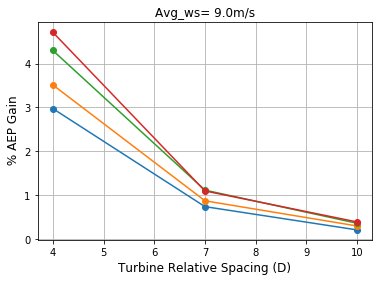 Avg_ws= 9.0m/s
% AEP Gain
4
3
2
1
0
4 5 6 7 8 9 10
Turbine Relative Spacing (D)